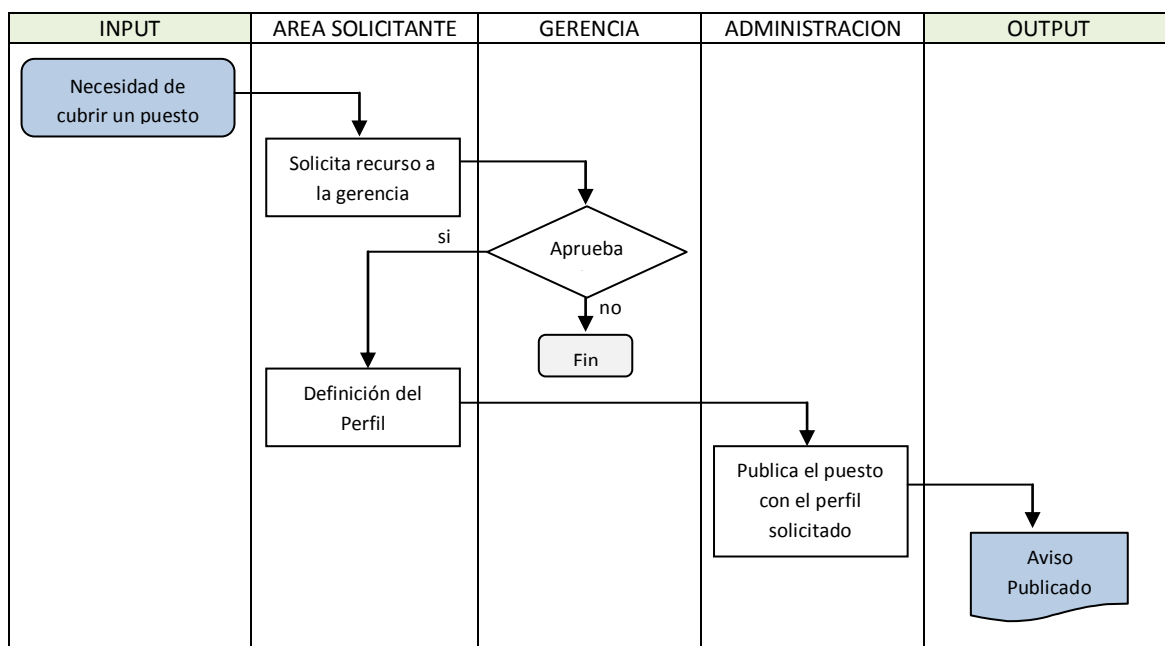 INPUT
AREA SOLICITANTE
GERENCIA
ADMINISTRACION
OUTPUT
Necesidad de
cubrir un puesto
Solicita recurso a
la gerencia
Aprueba
si
no
Fin
Definición del
Perfil
Publica el puesto
con el perfil
solicitado
Aviso
Publicado